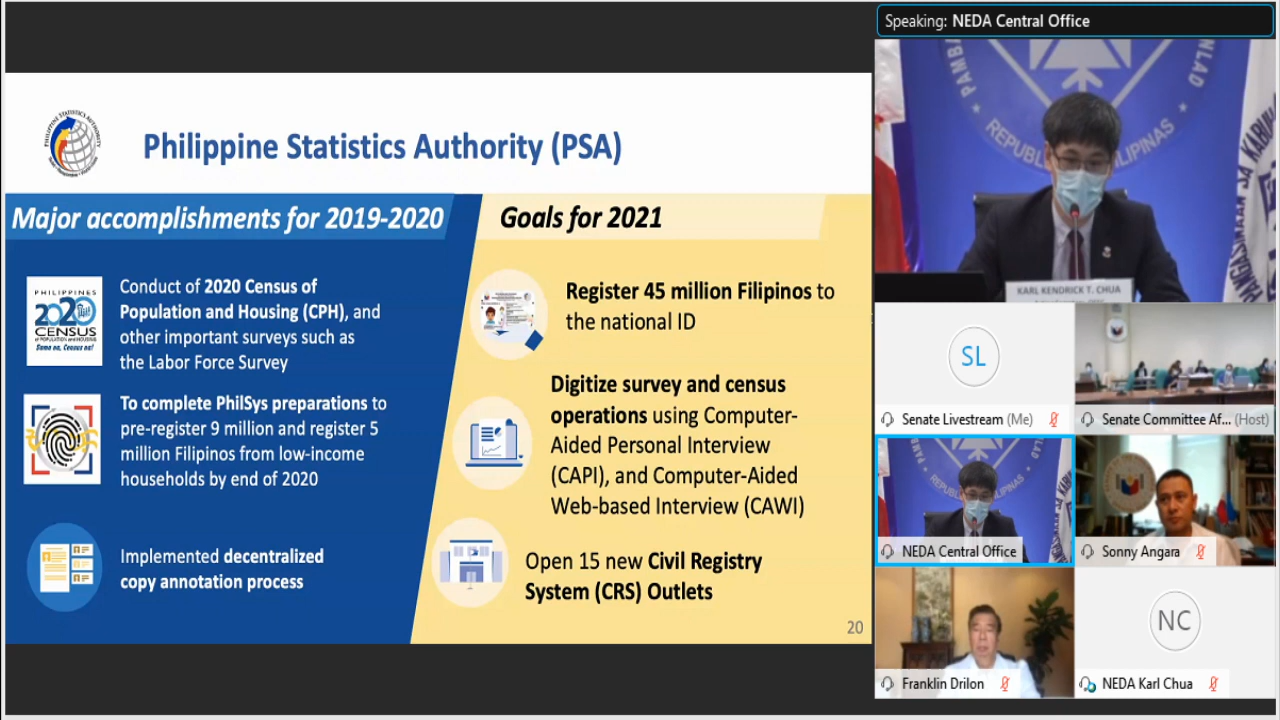 Speaking: NEDA Central Office
Philippine Statistics Authority (PSA)
Major accomplishments for 2019-2020
PHILIPPINES
2020
CENSUS
OF POPULATION AND HOUSING
Conduct of 2020 Census of
Population and Housing (CPH), and
other important surveys such as
the Labor Force Survey
To complete PhilSys preparations to
pre-register 9 million and register 5
million Filipinos from low-income
households by end of 2020
Implemented decentralized
copy annotation process
Goals for 2021
Register 45 million Filipinos to
the national ID
Digitize survey and census
operations using Computer-
Aided Personal Interview
(CAPI), and Computer-Aided
Web-based Interview (CAWI)
Open 15 new Civil Registry
System (CRS) Outlets
20
KARL KENDRICK T. CHUA
SL
Senate Livestream (Me)
Senate Committee Af... (Host)
NEDA Central Office
Sonny Angara
Franklin Drilon
NC
NEDA Karl Chua